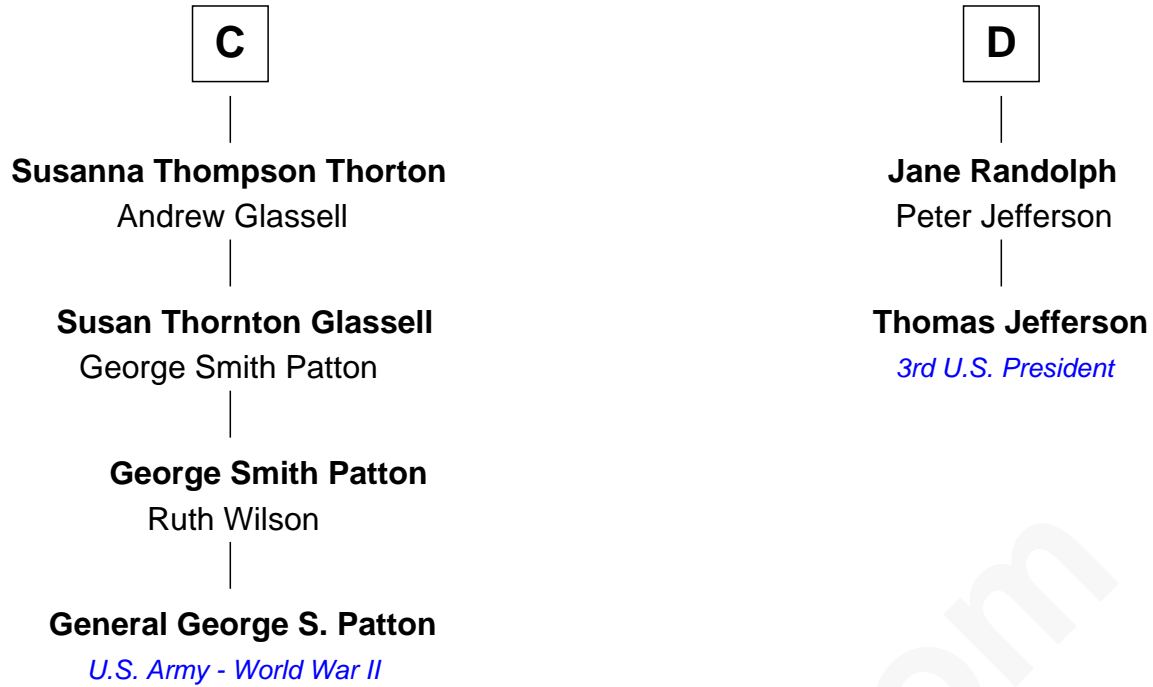 C
Susanna Thompson Thorton
Andrew Glassell
Susan Thornton Glassell
George Smith Patton
George Smith Patton
Ruth Wilson
General George S. Patton
U.S. Army - World War II
D
Jane Randolph
Peter Jefferson
Thomas Jefferson
3rd U.S. President
om